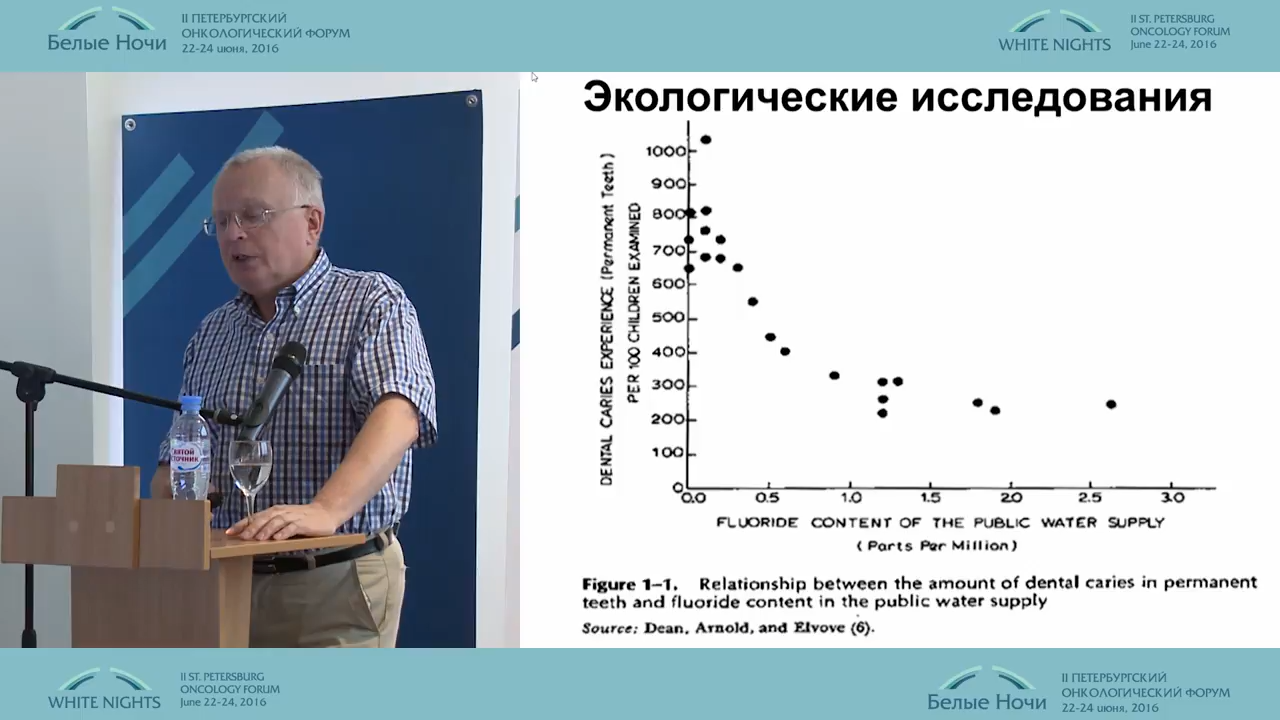 Белые Ночи
II ПЕТЕРБУРГСКИЙ
ОНКОЛОГИЧЕСКИЙ ФОРУМ
22-24 июня, 2016
WHITE NIGHTS
II ST. PETERSBURG
ONCOLOGY FORUM
June 22-24, 2016
Экологические исследования
DENTAL CARIES EXPERIENCE (Permanent Teeth)
PER 100 CHILDREN EXAMINED
1000
900
800
700
600
500
400
300
200
100
0
0.0 0.5 1.0 1.5 2.0 2.5 3.0
FLUORIDE CONTENT OF THE PUBLIC WATER SUPPLY
(Parts Per Million)
Figure 1–1. Relationship between the amount of dental caries in permanent
teeth and fluoride content in the public water supply
Source: Dean, Arnold, and Elvove (6).
WHITE NIGHTS
II ST. PETERSBURG
ONCOLOGY FORUM
June 22-24, 2016
Белые Ночи
II ПЕТЕРБУРГСКИЙ
ОНКОЛОГИЧЕСКИЙ ФОРУМ
22-24 июня, 2016